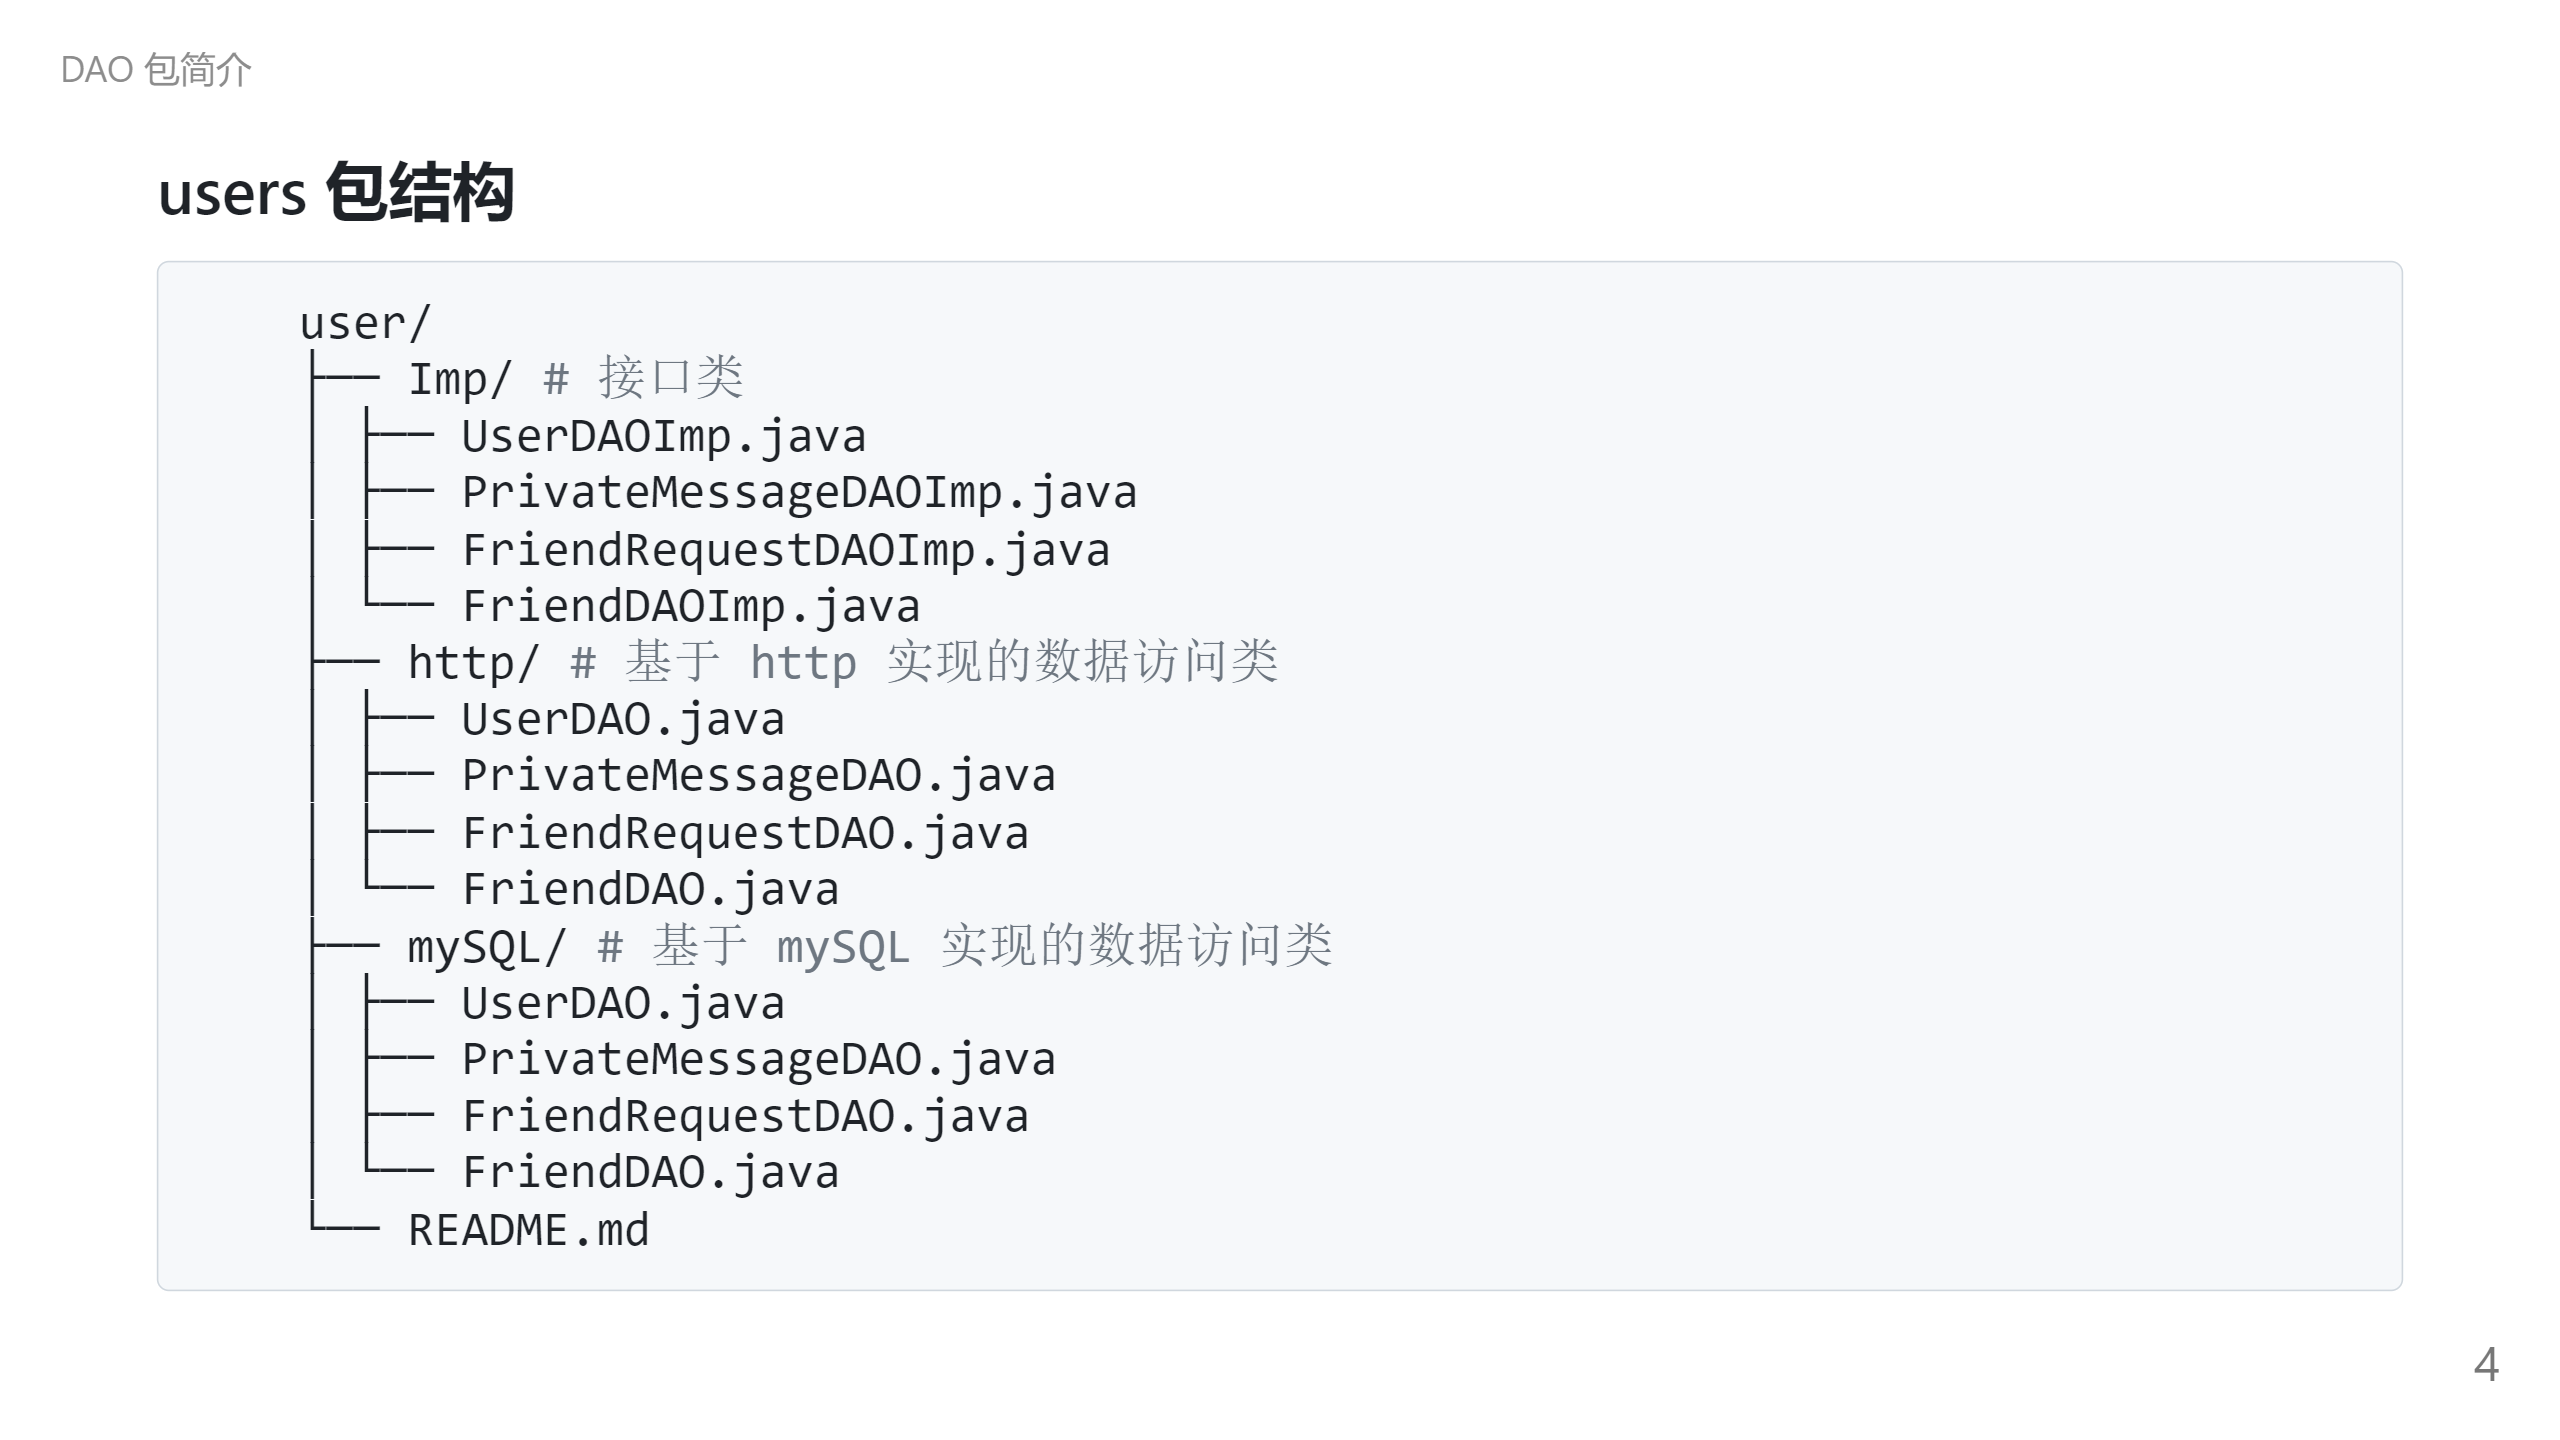 DAO 包简介
users 包结构
user/
├── Imp/ # 接口类
│ ├── UserDAOImp.java
│ ├── PrivateMessageDAOImp.java
│ ├── FriendRequestDAOImp.java
│ └── FriendDAOImp.java
├── http/ # 基于 http 实现的数据访问类
│ ├── UserDAO.java
│ ├── PrivateMessageDAO.java
│ ├── FriendRequestDAO.java
│ └── FriendDAO.java
├── mySQL/ # 基于 mySQL 实现的数据访问类
│ ├── UserDAO.java
│ ├── PrivateMessageDAO.java
│ ├── FriendRequestDAO.java
│ └── FriendDAO.java
└── README.md
4